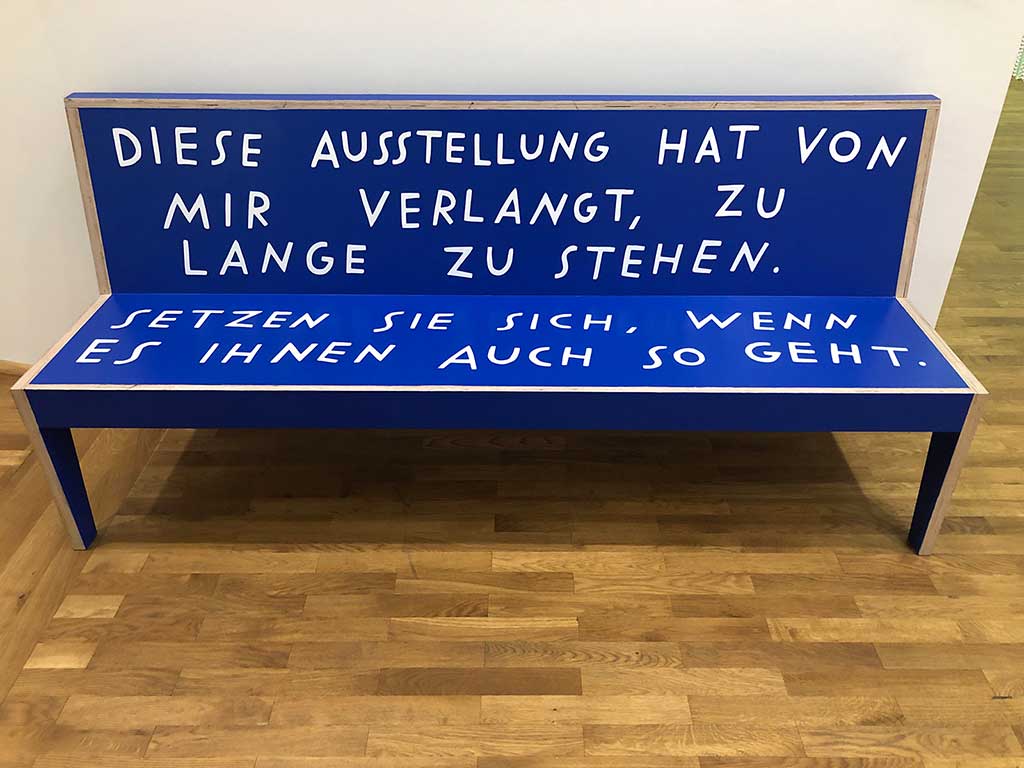 DIESE AUSSTELLUNG HAT VON
MIR VERLANGT, ZU
LANGE ZU STEHEN.
SETZEN SIE SICH, WENN
ES IHNEN AUCH SO GEHT.